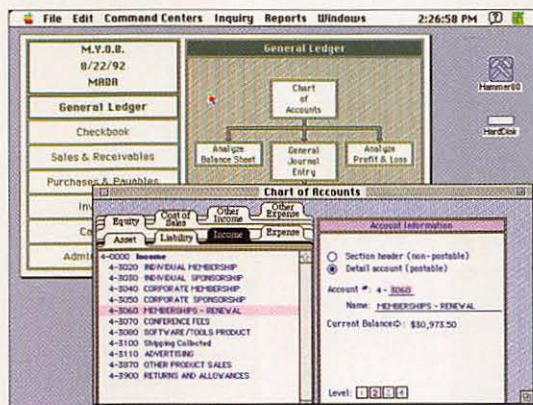 File Edit Command Centers Inquiry Reports Windows 2:26:58 PM
M.Y.O.B.
8/22/92
MADA
General Ledger
Checkbook
Sales & Receivables
Purchases & Payables
Inv
Ca
Admi
General Ledger
Chart
of
Accounts
Analyze
Balance Sheet
General
Journal
Entry
Analyze
Profit & Loss
Hammer80
HardDisk
Chart of Accounts
Equity
Cost of
Sales
Other
Income
Other
Expense
Asset
Liability
Income
Expense
4-0000 Income
4-3020 INDIVIDUAL MEMBERSHIP
4-3030 INDIVIDUAL SPONSORSHIP
4-3040 CORPORATE MEMBERSHIP
4-3050 CORPORATE SPONSORSHIP
4-3060 MEMBERSHIPS - RENEWAL
4-3070 CONFERENCE FEES
4-3080 SOFTWARE/TOOLS PRODUCT
4-3100 Shipping Collected
4-3110 ADVERTISING
4-3870 OTHER PRODUCT SALES
4-3900 RETURNS AND ALLOWANCES
Account Information
Section header (non-postable)
Detail account (postable)
Account #: 4-3060
Name: MEMBERSHIPS - RENEWAL
Current Balance: $30,973.50
Level: 1 2 3 4